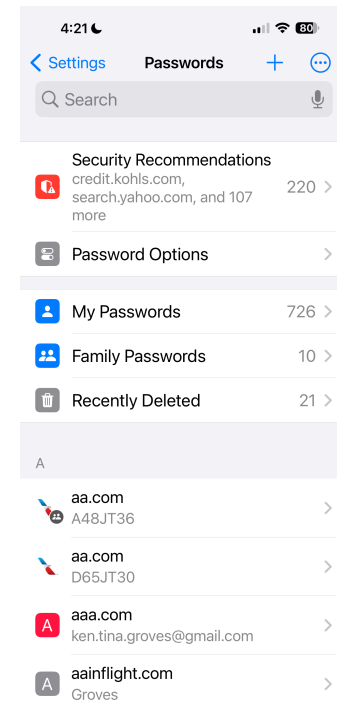 4:21
80
Settings
Passwords
Search
Security Recommendations
credit.kohls.com,
search.yahoo.com, and 107
more
220
Password Options
My Passwords
726
Family Passwords
10
Recently Deleted
21
A
aa.com
A48JT36
aa.com
D65JT30
A
aaa.com
ken.tina.groves@gmail.com
A
aainflight.com
Groves